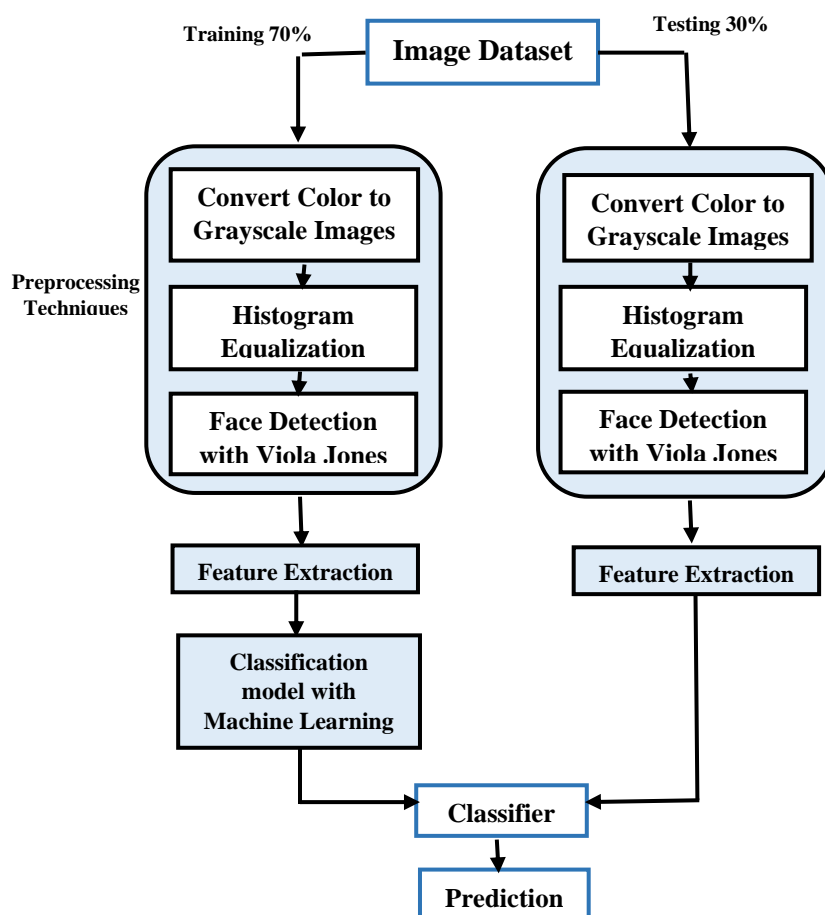 Training 70%
Testing 30%
Image Dataset
Convert Color to
Grayscale Images
Preprocessing
Techniques
Histogram
Equalization
Face Detection
with Viola Jones
Feature Extraction
Classification
model with
Machine Learning
Convert Color to
Grayscale Images
Histogram
Equalization
Face Detection
with Viola Jones
Feature Extraction
Classifier
Prediction